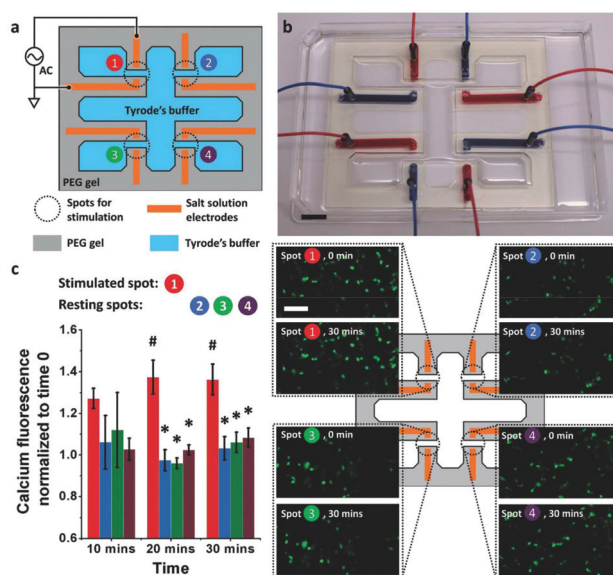 a
AC
1
2
Tyrode's buffer
3
4
PEG gel
Spots for
stimulation
Salt solution
electrodes
PEG gel
Tyrode's buffer
b
c
Stimulated spot: 1
Resting spots: 2 3 4
Calcium fluorescence
normalized to time 0
1.6
1.4
1.2
1.0
0.8
0.6
#
* * *
#
* * *
10 mins
20 mins
30 mins
Time
Spot 1, 0 min
Spot 1, 30 mins
Spot 2, 0 min
Spot 2, 30 mins
Spot 3, 0 min
Spot 3, 30 mins
Spot 4, 0 min
Spot 4, 30 mins